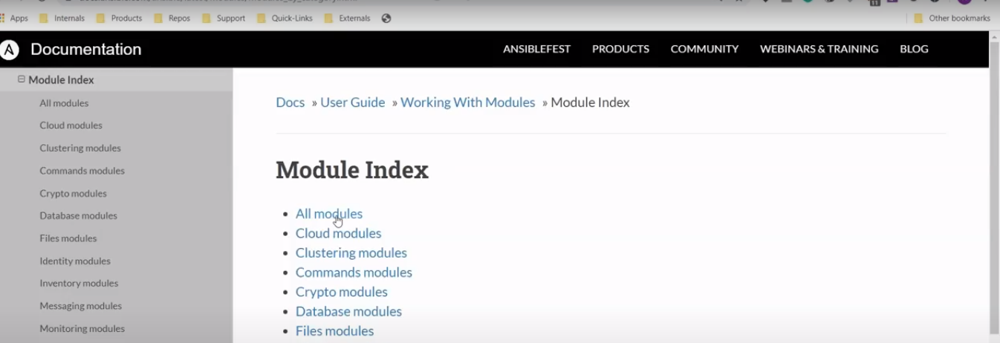 Apps Internals Products Repos Support Quick-Links Externals Other bookmarks
A Documentation ANSIBLEFEST PRODUCTS COMMUNITY WEBINARS & TRAINING BLOG
Module Index
All modules
Cloud modules
Clustering modules
Commands modules
Crypto modules
Database modules
Files modules
Identity modules
Inventory modules
Messaging modules
Monitoring modules
Docs » User Guide » Working With Modules » Module Index
Module Index
• All modules
• Cloud modules
• Clustering modules
• Commands modules
• Crypto modules
• Database modules
• Files modules